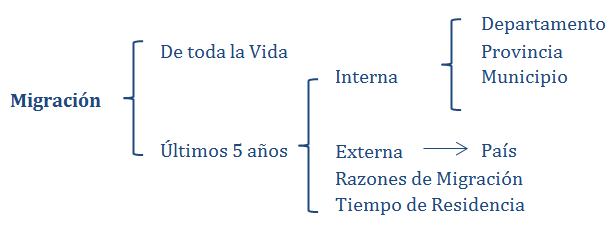 Migración
De toda la Vida
Últimos 5 años
Interna
Departamento
Provincia
Municipio
Externa
País
Razones de Migración
Tiempo de Residencia